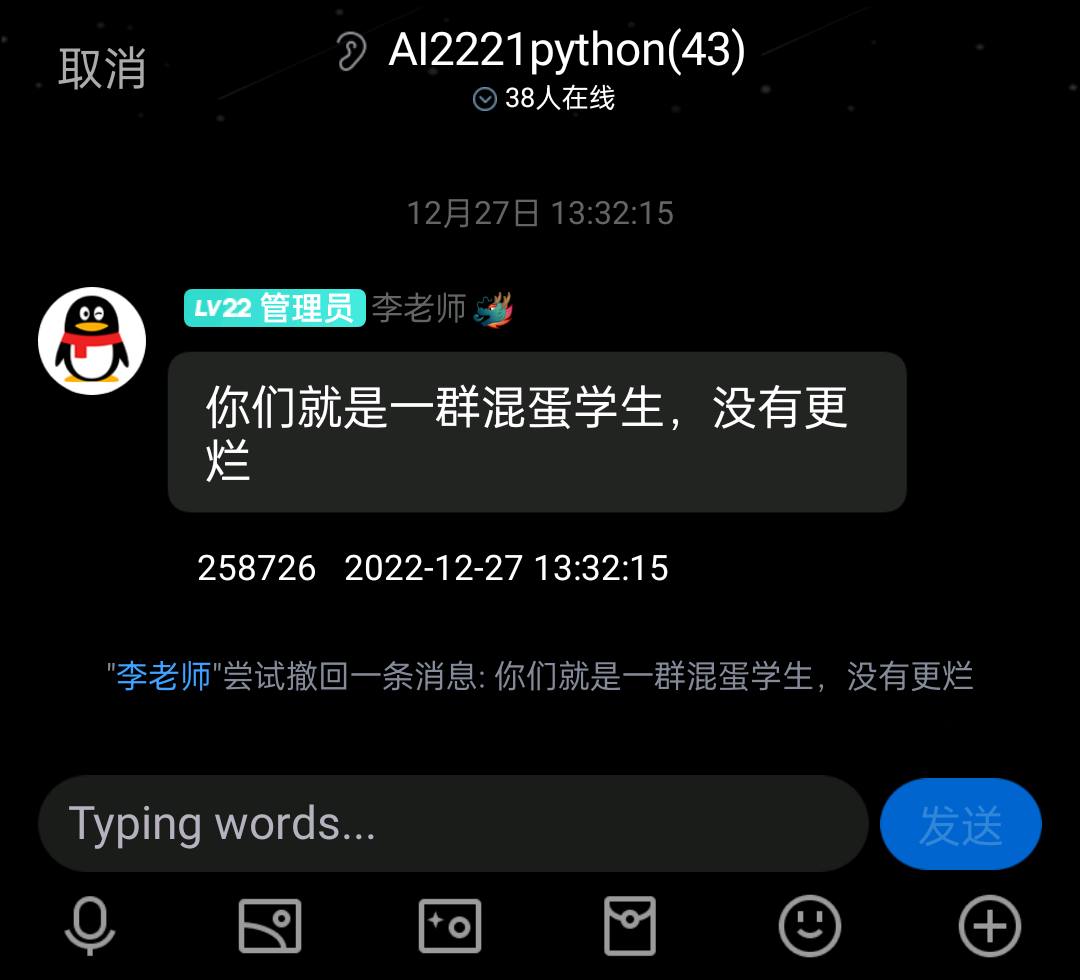 取消
AI2221python(43)
38人在线
12月27日 13:32:15
LV22 管理员 李老师
你们就是一群混蛋学生，没有更
烂
258726 2022-12-27 13:32:15
"李老师"尝试撤回一条消息: 你们就是一群混蛋学生，没有更烂
Typing words...
发送